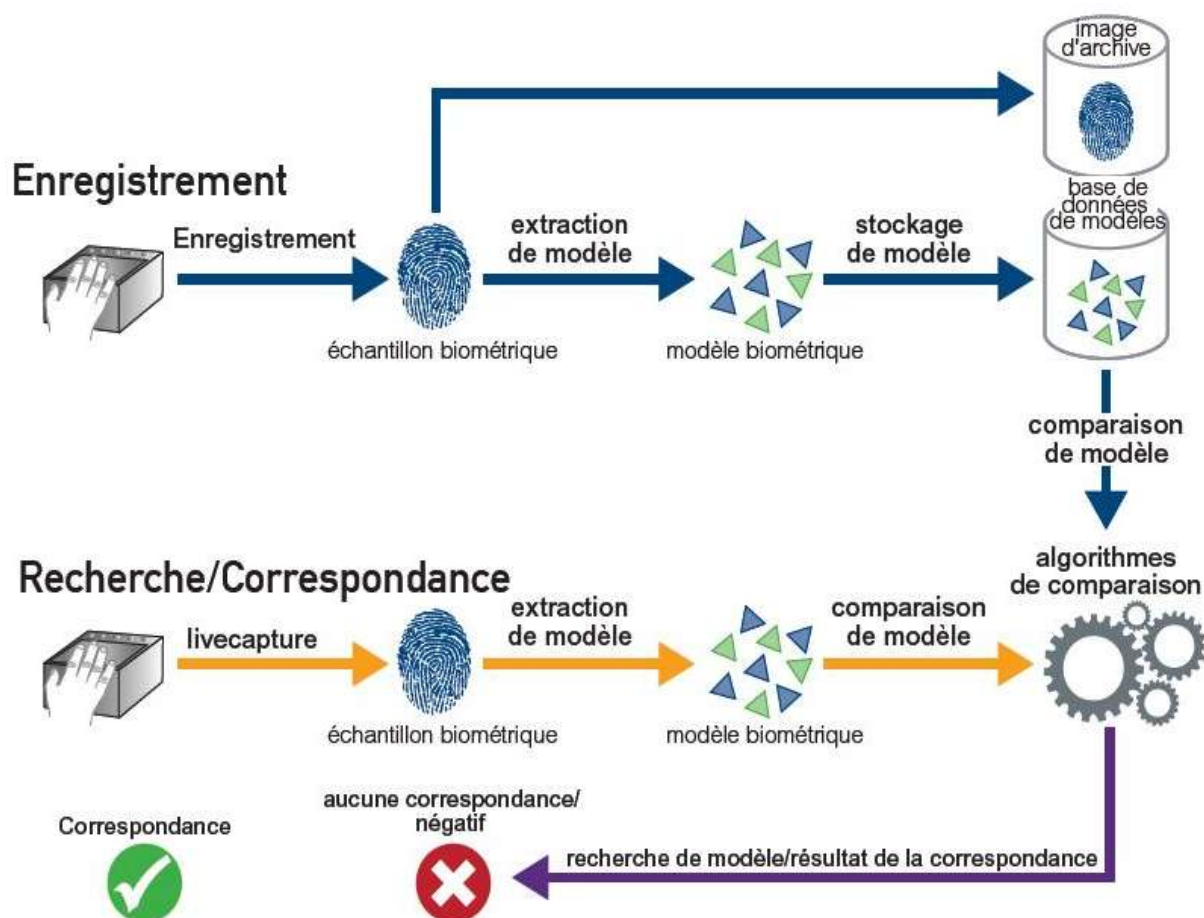 image
d'archive
Enregistrement
base de
données
de modèles
Enregistrement
extraction
de modèle
stockage
de modèle
échantillon biométrique
modèle biométrique
comparaison
de modèle
Recherche/Correspondance
algorithmes
de comparaison
livecapture
extraction
de modèle
comparaison
de modèle
échantillon biométrique
modèle biométrique
Correspondance
aucune correspondance/
négatif
recherche de modèle/résultat de la correspondance